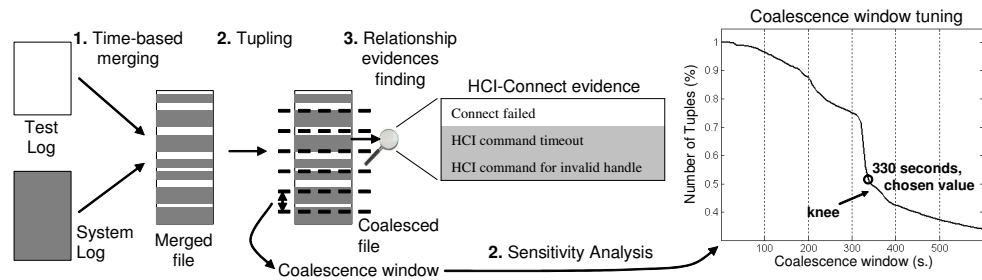 1. Time-based
merging
2. Tupling
3. Relationship
evidences
finding
Test
Log
System
Log
Merged
file
Coalesced
file
HCI-Connect evidence
Connect failed
HCI command timeout
HCI command for invalid handle
Coalescence window
2. Sensitivity Analysis
Coalescence window tuning
Number of Tuples (%)
1
0.9
0.8
0.7
0.6
0.5
0.4
330 seconds,
chosen value
knee
100 200 300 400 500
Coalescence window (s.)